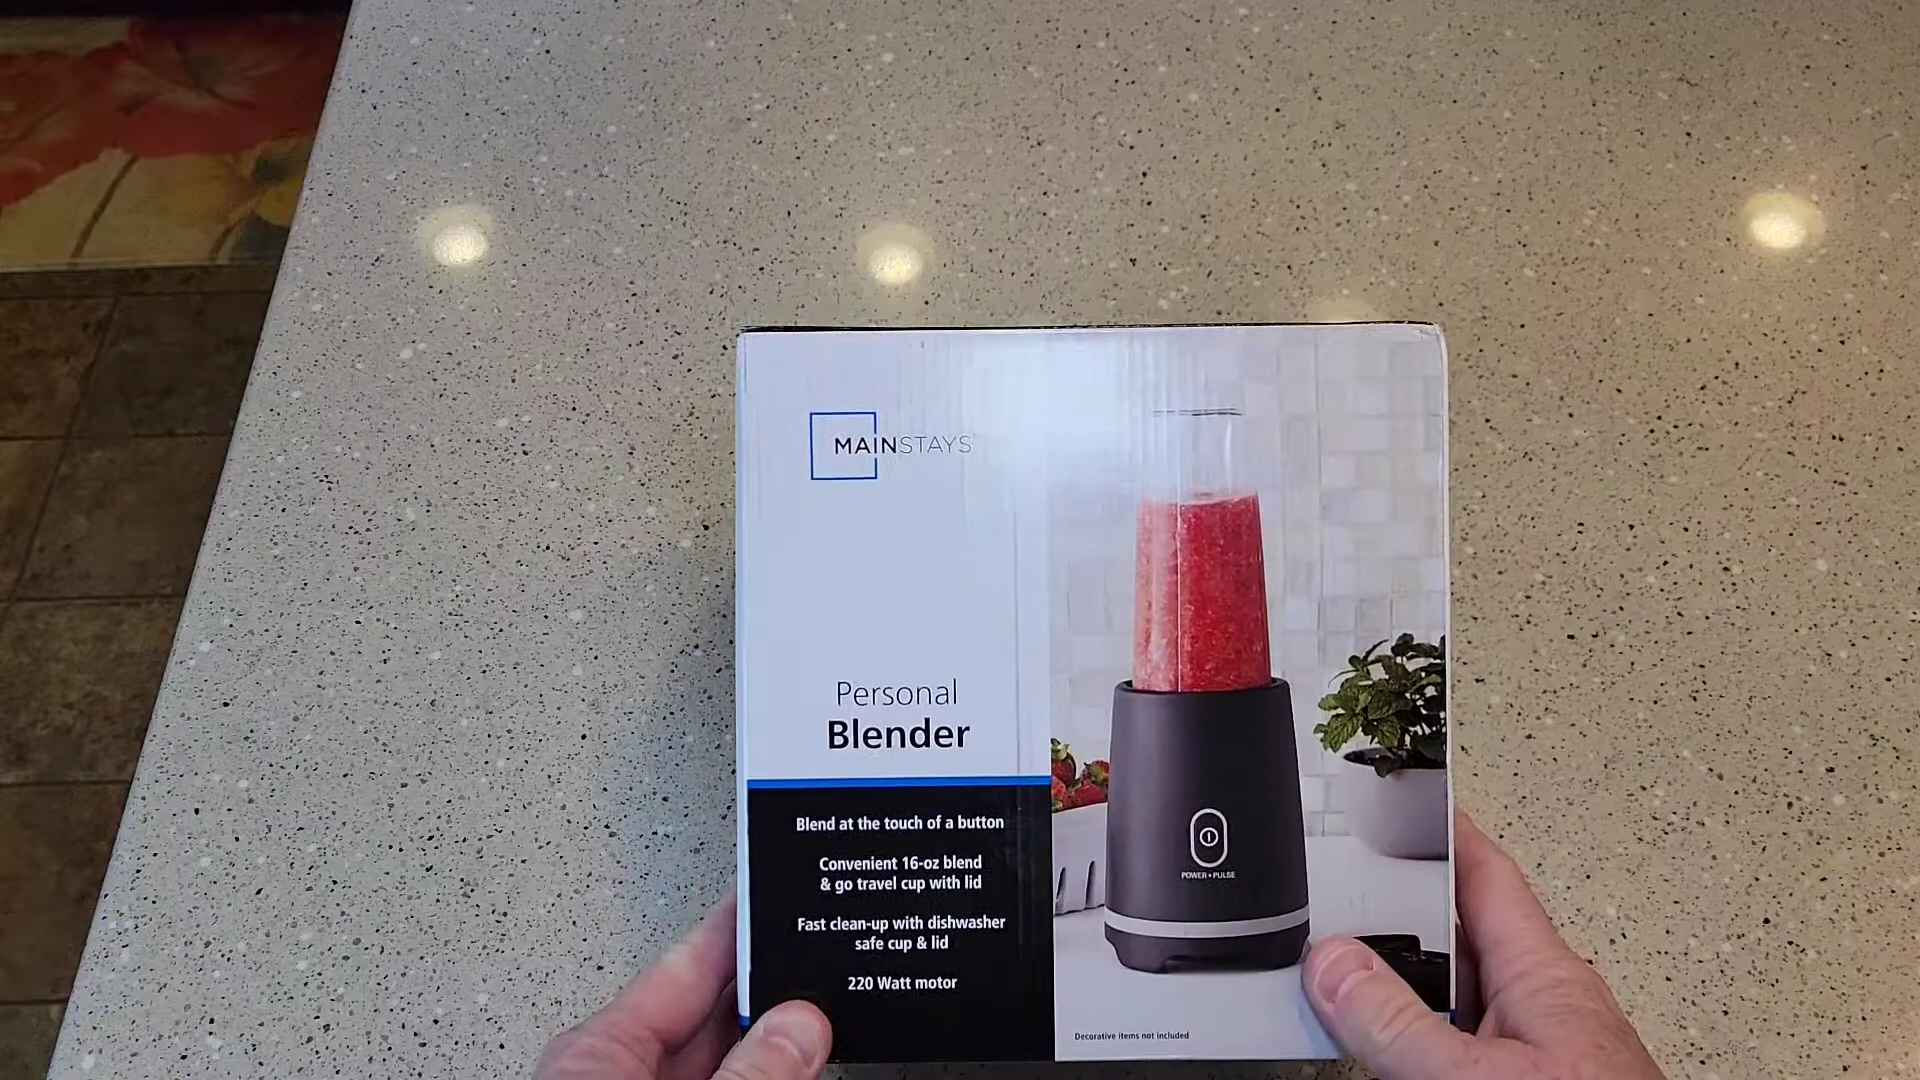 MAINSTAYS
Personal
Blender
Blend at the touch of a button
Convenient 16-oz blend
& go travel cup with lid
Fast clean-up with dishwasher
safe cup & lid
220 Watt motor
POWER • PULSE
Decorative items not included